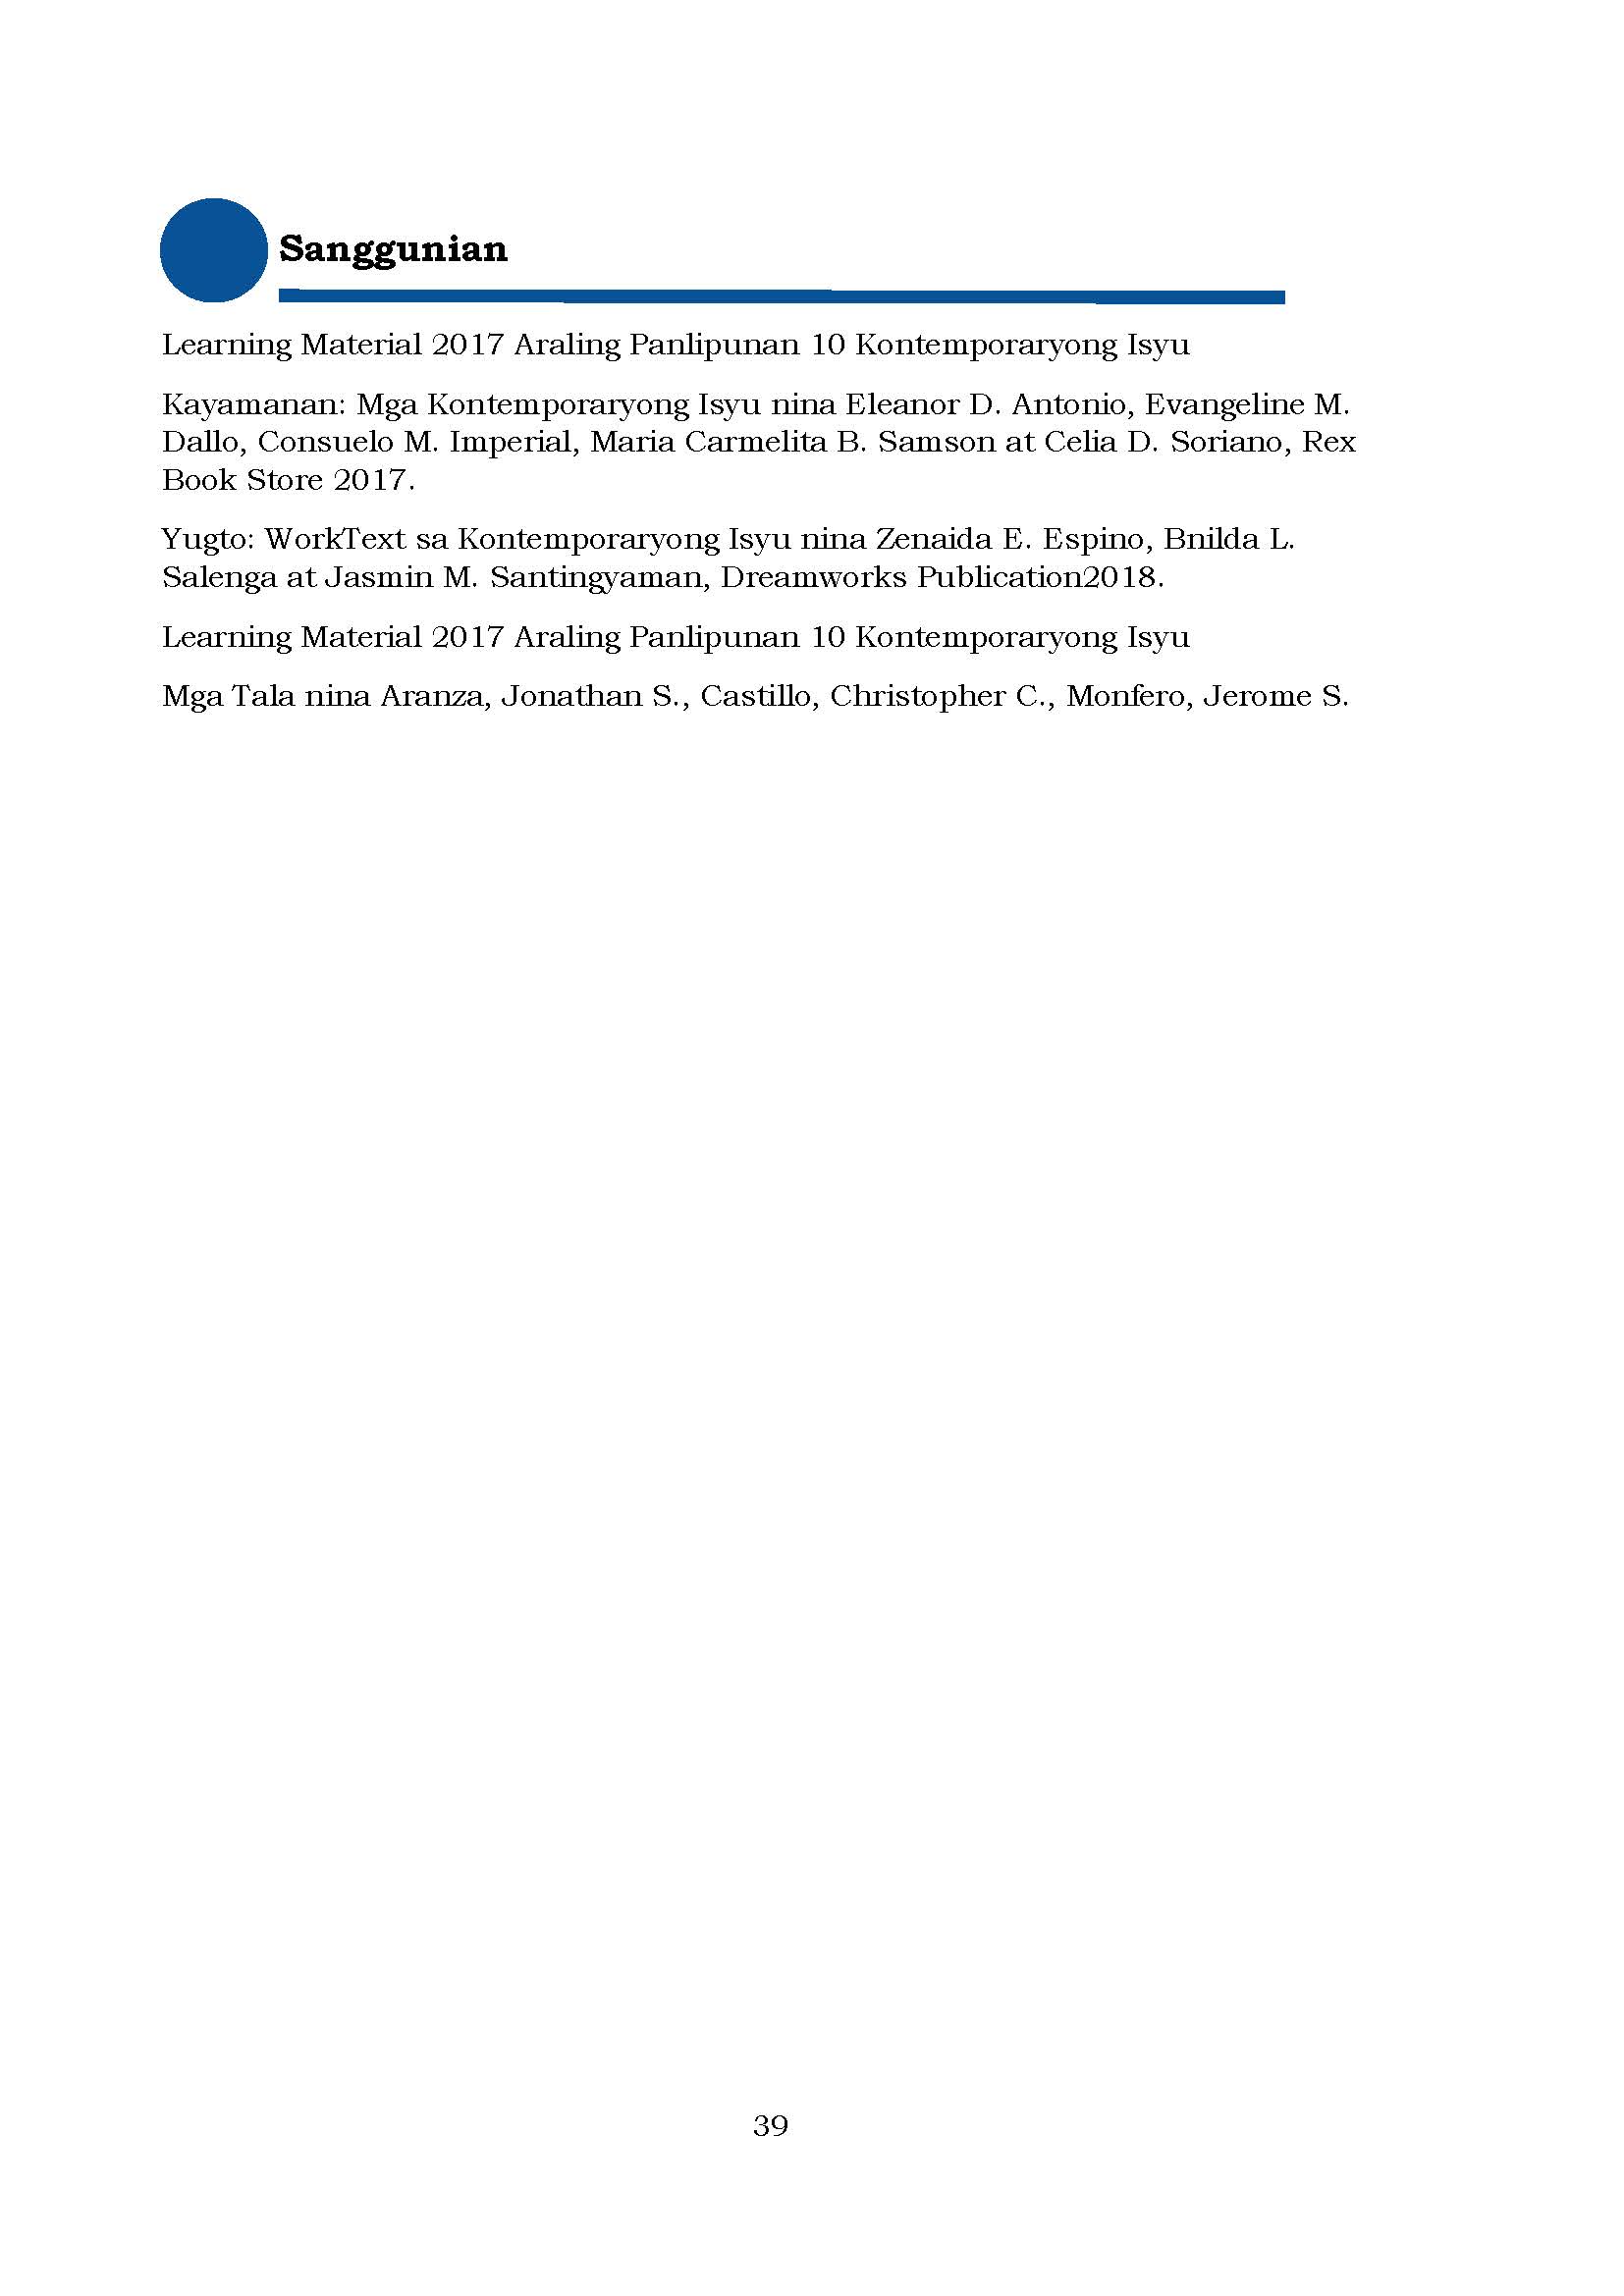 Sanggunian
Learning Material 2017 Araling Panlipunan 10 Kontemporaryong Isyu
Kayamanan: Mga Kontemporaryong Isyu nina Eleanor D. Antonio, Evangeline M.
Dallo, Consuelo M. Imperial, Maria Carmelita B. Samson at Celia D. Soriano, Rex
Book Store 2017.
Yugto: WorkText sa Kontemporaryong Isyu nina Zenaida E. Espino, Bnilda L.
Salenga at Jasmin M. Santingyaman, Dreamworks Publication2018.
Learning Material 2017 Araling Panlipunan 10 Kontemporaryong Isyu
Mga Tala nina Aranza, Jonathan S., Castillo, Christopher C., Monfero, Jerome S.
39